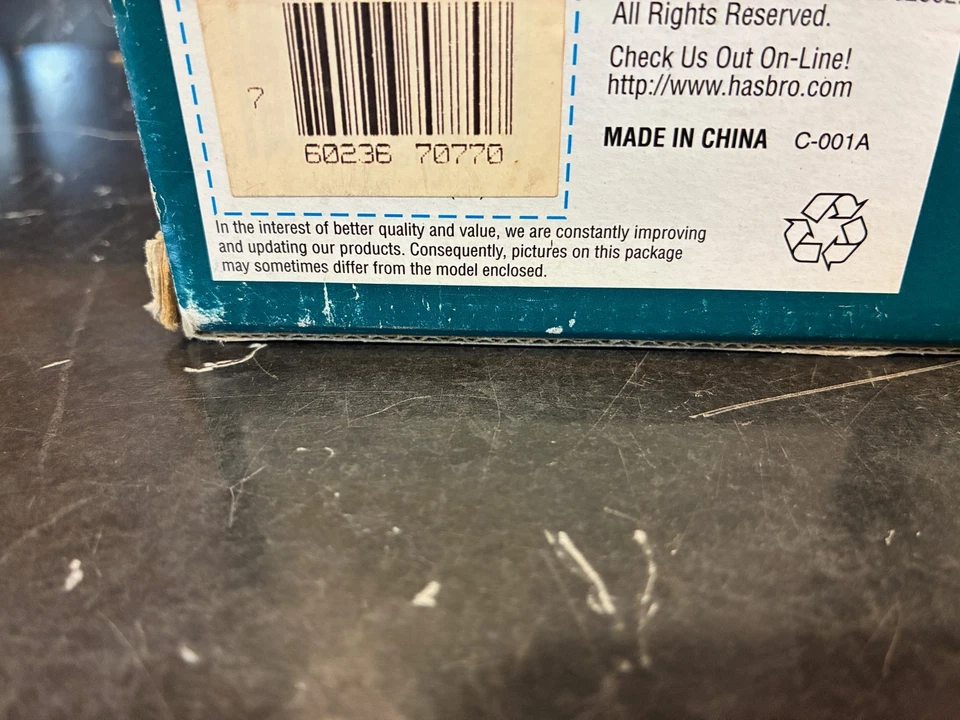 All Rights Reserved.
Check Us Out On-Line!
http://www.hasbro.com
7
60236 70770
MADE IN CHINA C-001A
In the interest of better quality and value, we are constantly improving
and updating our products. Consequently, pictures on this package
may sometimes differ from the model enclosed.